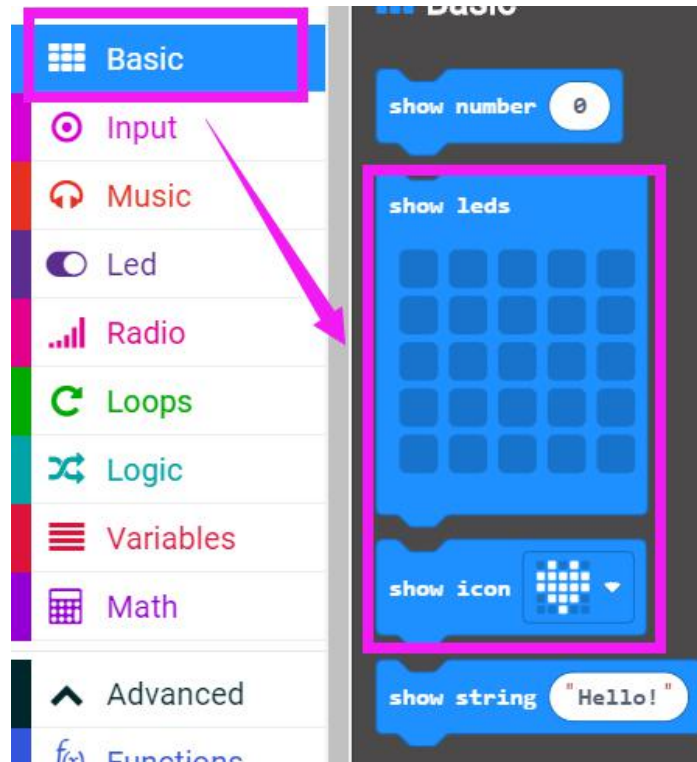 Basic
Input
Music
Led
Radio
Loops
Logic
Variables
Math
Advanced
f(x) Functions
Basic
show number 0
show leds
show icon
show string "Hello!"